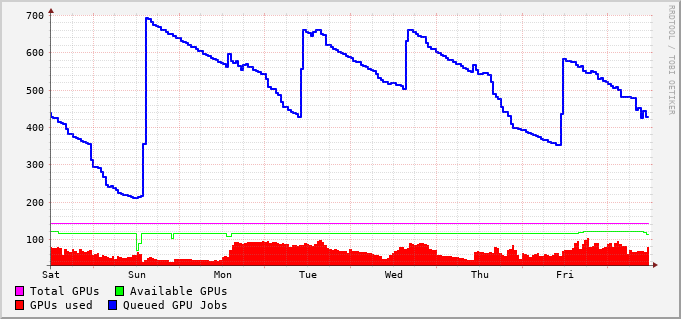 700
600
500
400
300
200
100
Sat Sun Mon Tue Wed Thu Fri
Total GPUs Available GPUs
GPUs used Queued GPU Jobs
RRDTOOL / TOBI OETIKER